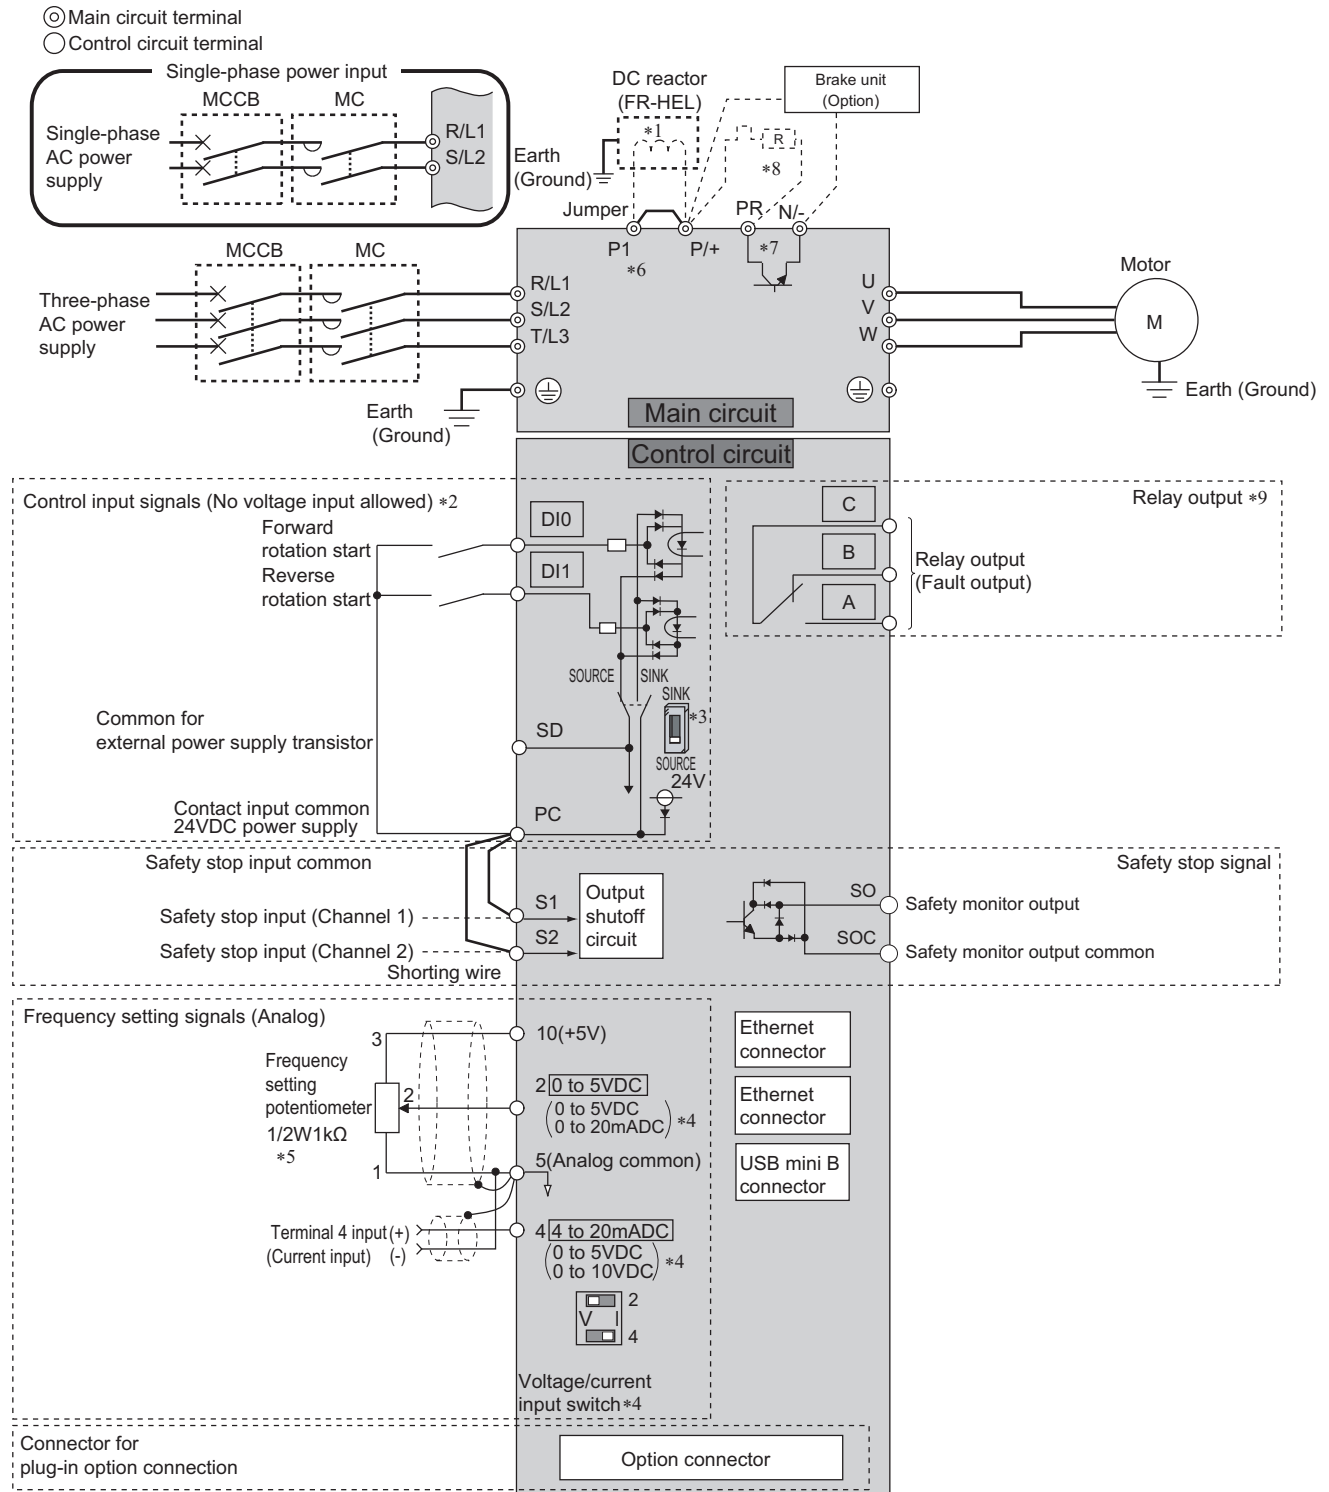 Main circuit terminal
Control circuit terminal
Single-phase power input
MCCB MC
Single-phase
AC power
supply
R/L1
S/L2
DC reactor
(FR-HEL)
*1
Earth
(Ground)
Brake unit
(Option)
R
*8
Jumper
PR N/-
P1 P/+
*6
*7
MCCB MC
Three-phase
AC power
supply
R/L1
S/L2
T/L3
U
V
W
Motor
M
Earth
(Ground)
Earth (Ground)
Main circuit
Control circuit
Control input signals (No voltage input allowed) *2
Forward
rotation start
Reverse
rotation start
DI0
DI1
SOURCE SINK
SINK
*3
SOURCE
24V
Common for
external power supply transistor
SD
Contact input common
24VDC power supply
PC
Relay output *9
C
B
A
Relay output
(Fault output)
Safety stop input common
Safety stop signal
Safety stop input (Channel 1)
Safety stop input (Channel 2)
Shorting wire
S1
S2
Output
shutoff
circuit
SO
SOC
Safety monitor output
Safety monitor output common
Frequency setting signals (Analog)
3
Frequency
setting
potentiometer
1/2W1kΩ
*5
2
1
10(+5V)
2 0 to 5VDC
(0 to 5VDC
0 to 20mADC) *4
5(Analog common)
Terminal 4 input (+)
(Current input) (-)
4 4 to 20mADC
(0 to 5VDC
0 to 10VDC) *4
2
V I
4
Voltage/current
input switch*4
Ethernet
connector
Ethernet
connector
USB mini B
connector
Connector for
plug-in option connection
Option connector